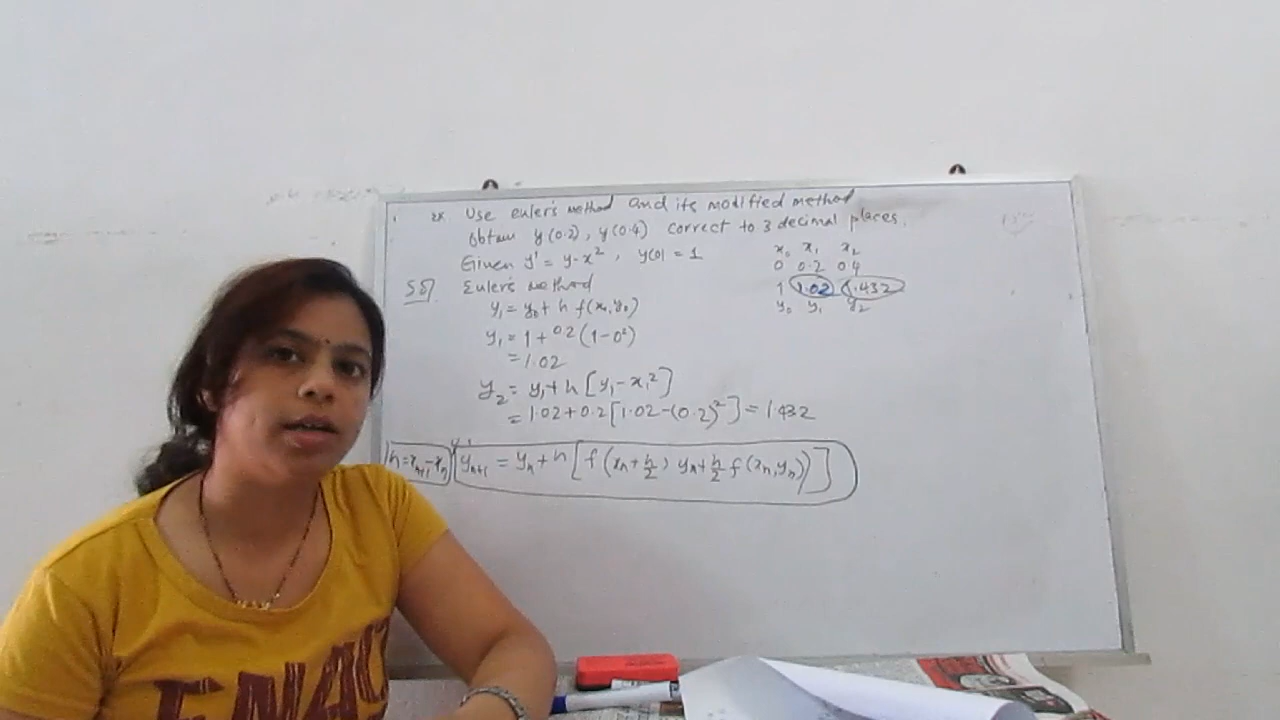 Ex. Use euler's method and its modified method
obtain y(0.2), y(0.4) correct to 3 decimal places.
Given y' = y-x², y(0) = 1
x₀ x₁ x₂
0 0.2 0.4
1 1.02 1.432
y₀ y₁ y₂
Sol Euler's method
y₁ = y₀ + h f(x₀,y₀)
y₁ = 1 + 0.2 (1-0²)
= 1.02
y₂ = y₁ + h [y₁ - x₁²]
= 1.02+0.2[1.02-(0.2)²] = 1.432
h = xₙ₊₁-xₙ yₙ₊₁ = yₙ + h [f (xₙ+h/2, yₙ+h/2 f(xₙ,yₙ))]
ENAC